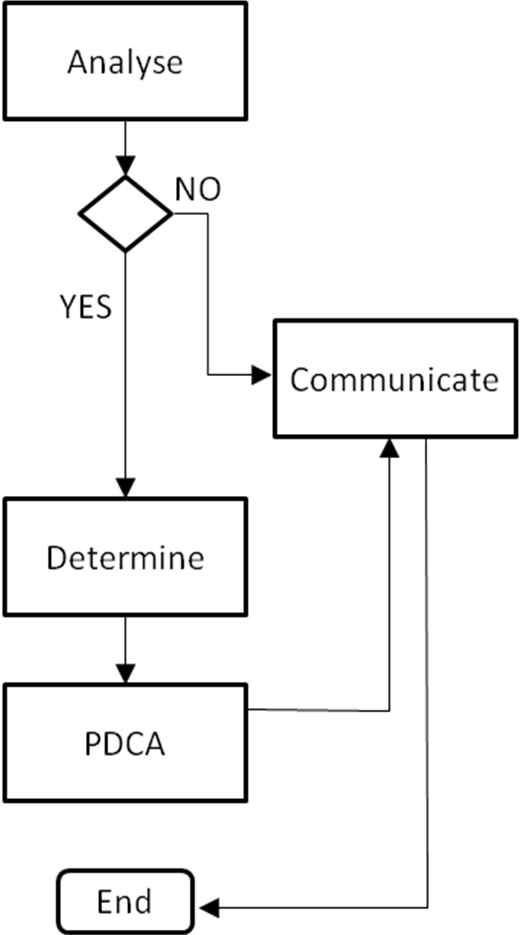 Analyse
NO
YES
Communicate
Determine
PDCA
End